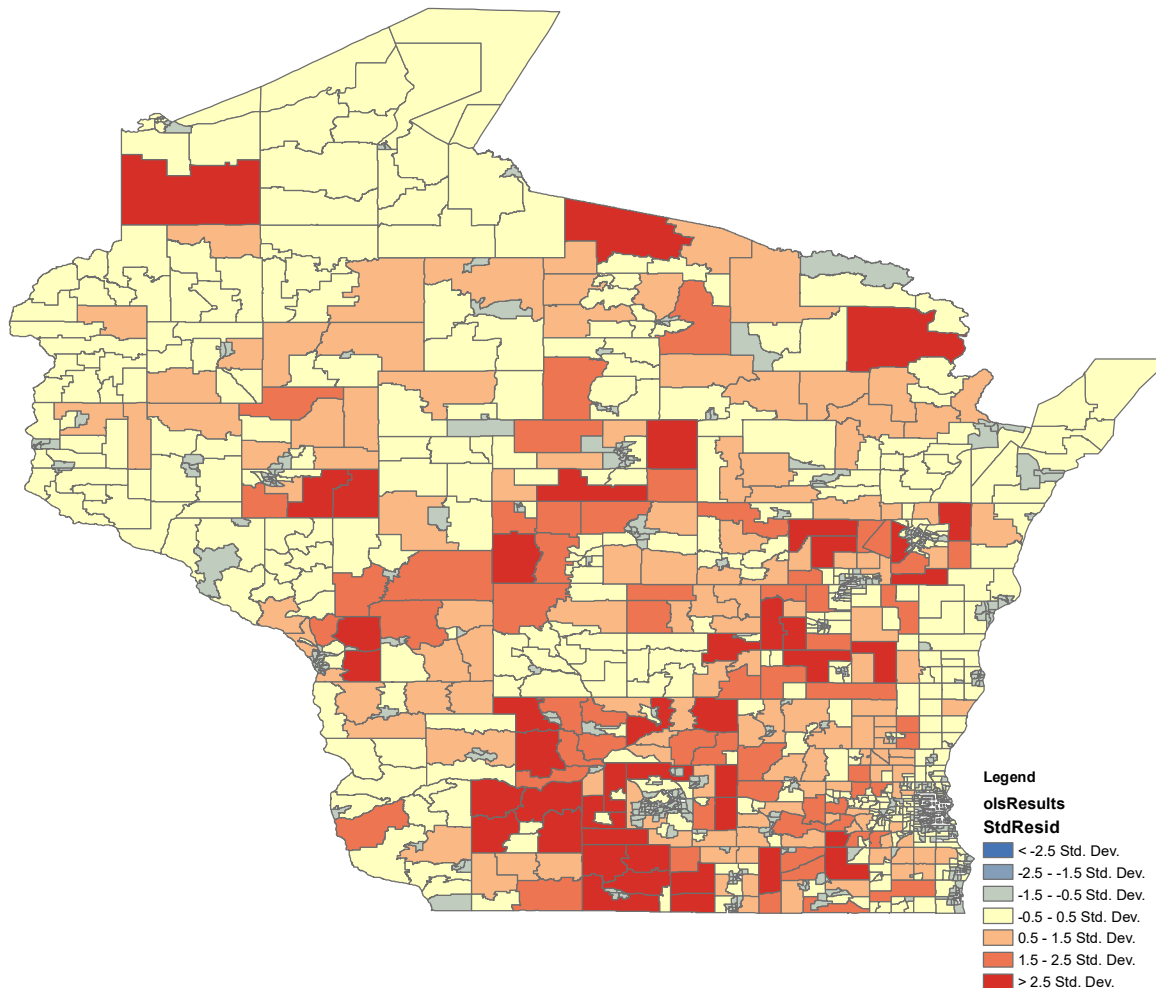 Legend
olsResults
StdResid
< -2.5 Std. Dev.
-2.5 - -1.5 Std. Dev.
-1.5 - -0.5 Std. Dev.
-0.5 - 0.5 Std. Dev.
0.5 - 1.5 Std. Dev.
1.5 - 2.5 Std. Dev.
> 2.5 Std. Dev.